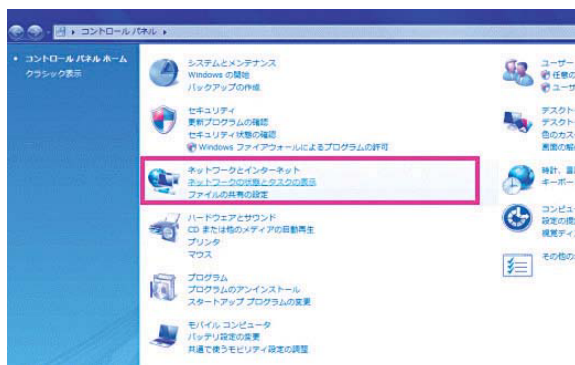 コントロール パネル
コントロール パネル ホーム
クラシック表示
システムとメンテナンス
Windows の開始
バックアップの作成
セキュリティ
更新プログラムの確認
セキュリティ状態の確認
Windows ファイアウォールによるプログラムの許可
ネットワークとインターネット
ネットワークの状態とタスクの表示
ファイルの共有の設定
ハードウェアとサウンド
CD または他のメディアの自動再生
プリンタ
マウス
プログラム
プログラムのアンインストール
スタートアップ プログラムの変更
モバイル コンピュータ
バッテリ設定の変更
共通で使うモビリティ設定の調整
ユーザー
任意の
ユーザ
デスクト
デスクト
色のカス
画面の解
時計、言
キーボー
コンピュ
設定の提
視覚ディ
その他の